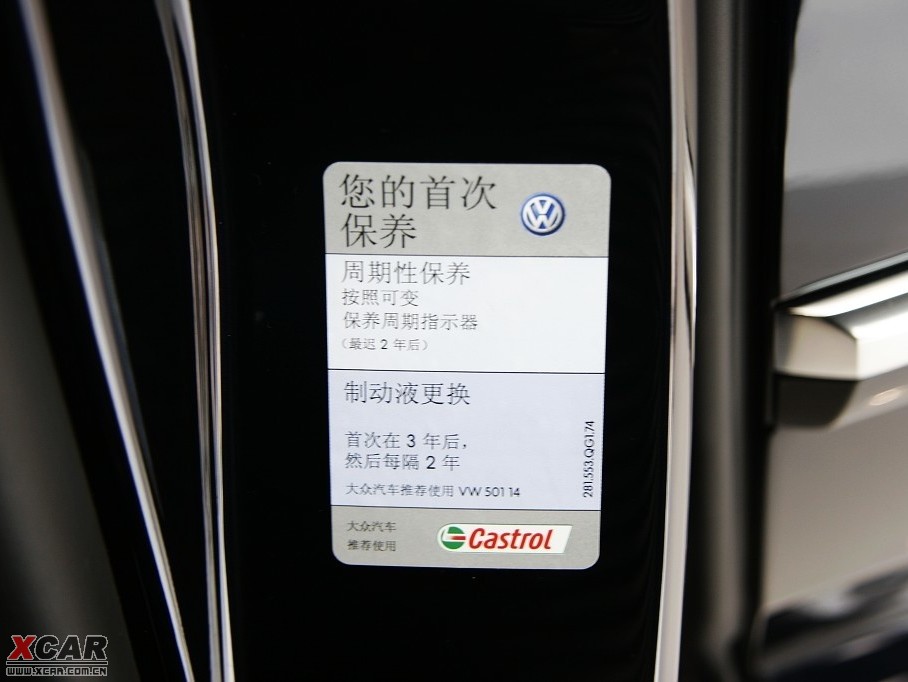 您的首次
保养
周期性保养
按照可变
保养周期指示器
（最迟 2 年后）
制动液更换
首次在 3 年后，
然后每隔 2 年
大众汽车推荐使用 VW 501 14
281.553.QG1.74
大众汽车
推荐使用
Castrol
XCAR
WWW.XCAR.COM.CN